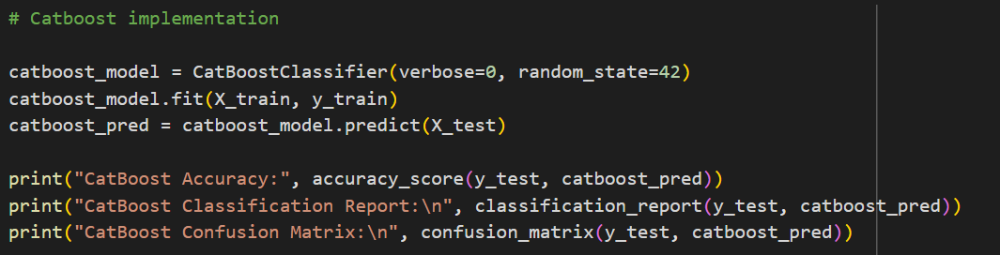 # Catboost implementation
catboost_model = CatBoostClassifier(verbose=0, random_state=42)
catboost_model.fit(X_train, y_train)
catboost_pred = catboost_model.predict(X_test)
print("CatBoost Accuracy:", accuracy_score(y_test, catboost_pred))
print("CatBoost Classification Report:\n", classification_report(y_test, catboost_pred))
print("CatBoost Confusion Matrix:\n", confusion_matrix(y_test, catboost_pred))